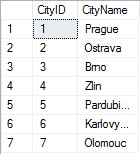 CityID CityName
1 1 Prague
2 2 Ostrava
3 3 Brno
4 4 Zlin
5 5 Pardubi...
6 6 Karlovy...
7 7 Olomouc